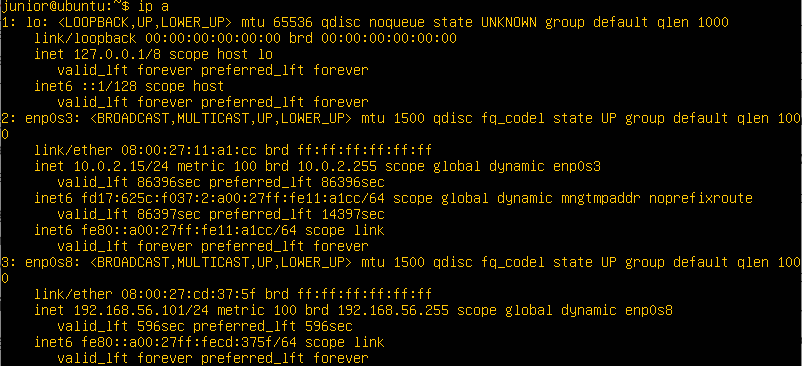 junior@ubuntu:~$ ip a
1: lo: <LOOPBACK,UP,LOWER_UP> mtu 65536 qdisc noqueue state UNKNOWN group default qlen 1000
    link/loopback 00:00:00:00:00:00 brd 00:00:00:00:00:00
    inet 127.0.0.1/8 scope host lo
       valid_lft forever preferred_lft forever
    inet6 ::1/128 scope host
       valid_lft forever preferred_lft forever
2: enp0s3: <BROADCAST,MULTICAST,UP,LOWER_UP> mtu 1500 qdisc fq_codel state UP group default qlen 100
0
    link/ether 08:00:27:11:a1:cc brd ff:ff:ff:ff:ff:ff
    inet 10.0.2.15/24 metric 100 brd 10.0.2.255 scope global dynamic enp0s3
       valid_lft 86396sec preferred_lft 86396sec
    inet6 fd17:625c:f037:2:a00:27ff:fe11:a1cc/64 scope global dynamic mngtmpaddr noprefixroute
       valid_lft 86397sec preferred_lft 14397sec
    inet6 fe80::a00:27ff:fe11:a1cc/64 scope link
       valid_lft forever preferred_lft forever
3: enp0s8: <BROADCAST,MULTICAST,UP,LOWER_UP> mtu 1500 qdisc fq_codel state UP group default qlen 100
0
    link/ether 08:00:27:cd:37:5f brd ff:ff:ff:ff:ff:ff
    inet 192.168.56.101/24 metric 100 brd 192.168.56.255 scope global dynamic enp0s8
       valid_lft 596sec preferred_lft 596sec
    inet6 fe80::a00:27ff:fecd:375f/64 scope link
       valid_lft forever preferred_lft forever